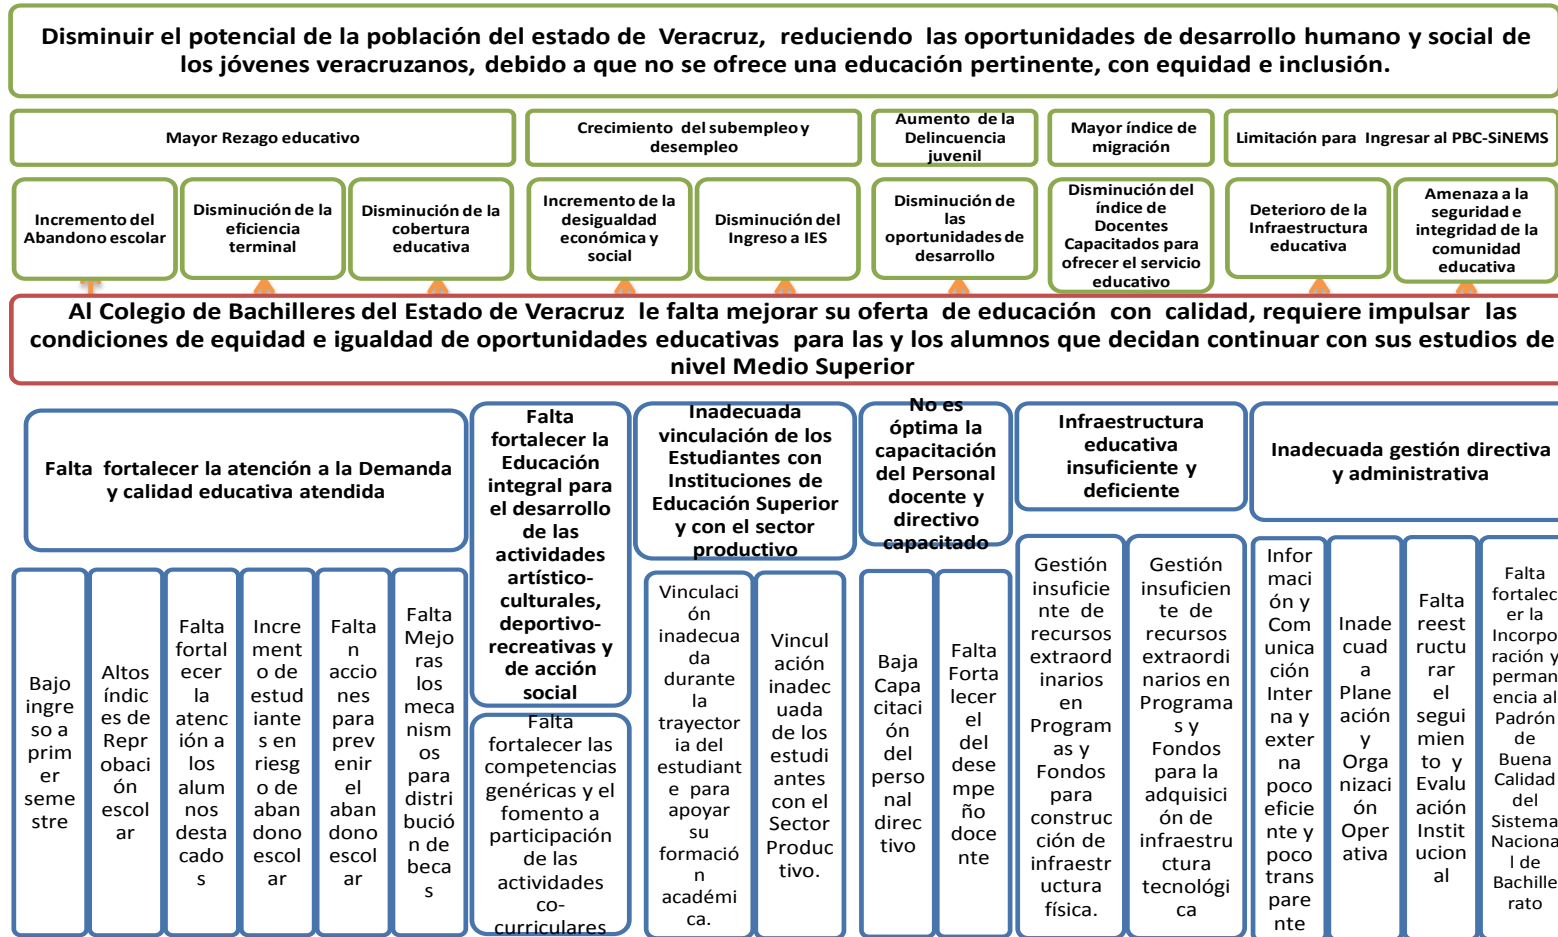 Disminuir el potencial de la población del estado de Veracruz, reduciendo las oportunidades de desarrollo humano y social de
los jóvenes veracruzanos, debido a que no se ofrece una educación pertinente, con equidad e inclusión.
Mayor Rezago educativo
Crecimiento del subempleo y
desempleo
Aumento de la
Delincuencia
juvenil
Mayor índice de
migración
Limitación para Ingresar al PBC-SiNEMS
Incremento del
Abandono escolar
Disminución de la
eficiencia
terminal
Disminución de la
cobertura
educativa
Incremento de la
desigualdad
económica y
social
Disminución del
Ingreso a IES
Disminución de
las
oportunidades de
desarrollo
Disminución del
índice de
Docentes
Capacitados para
ofrecer el servicio
educativo
Deterioro de la
Infraestructura
educativa
Amenaza a la
seguridad e
integridad de la
comunidad
educativa
Al Colegio de Bachilleres del Estado de Veracruz le falta mejorar su oferta de educación con calidad, requiere impulsar las
condiciones de equidad e igualdad de oportunidades educativas para las y los alumnos que decidan continuar con sus estudios de
nivel Medio Superior
Falta fortalecer la atención a la Demanda
y calidad educativa atendida
Falta
fortalecer la
Educación
integral para
el desarrollo
de las
actividades
artístico-
culturales,
deportivo-
recreativas y
de acción
social
Inadecuada
vinculación de los
Estudiantes con
Instituciones de
Educación Superior
y con el sector
productivo
No es
óptima la
capacitación
del Personal
docente y
directivo
capacitado
Infraestructura
educativa
insuficiente y
deficiente
Inadecuada gestión directiva
y administrativa
Bajo
ingre
so a
prim
er
seme
stre
Altos
índic
es de
Repr
obaci
ón
escol
ar
Falta
fortal
ecer
la
atenc
ión a
los
alum
nos
desta
cado
s
Incre
ment
o de
estud
iante
s en
riesg
o de
aban
dono
escol
ar
Falta
n
accio
nes
para
prev
enir
el
aban
dono
escol
ar
Falta
Mejo
ras
los
meca
nism
os
para
distri
bució
n de
beca
s
Falta
fortalecer las
competencias
genéricas y el
fomento a
participación
de las
actividades
co-
curriculares
Vinculaci
ón
inadecua
da
durante
la
trayector
ia del
estudiant
e para
apoyar
su
formació
n
académi
ca.
Vincul
ación
inadec
uada
de los
estudi
antes
con el
Sector
Produc
tivo.
Baja
Capa
citaci
ón
del
perso
nal
direc
tivo
Falta
Forta
lecer
el
del
dese
mpe
ño
doce
nte
Gestión
insuficie
nte de
recursos
extraord
inarios
en
Program
as y
Fondos
para
construc
ción de
infraestr
uctura
física.
Gestión
insuficien
te de
recursos
extraordi
narios en
Programa
s y
Fondos
para la
adquisici
ón de
infraestru
ctura
tecnológi
ca
Infor
maci
ón y
Com
unica
ción
Inter
na y
exter
na
poco
eficie
nte y
poco
trans
pare
nte
Inade
cuad
a
Plane
ación
y
Orga
nizaci
ón
Oper
ativa
Falta
reest
ructu
rar
el
segui
mien
to y
Evalu
ación
Instit
ucion
al
Falta
fortalec
er la
Incorpo
ración y
perman
encia al
Padrón
de
Buena
Calidad
del
Sistema
Naciona
l de
Bachille
rato